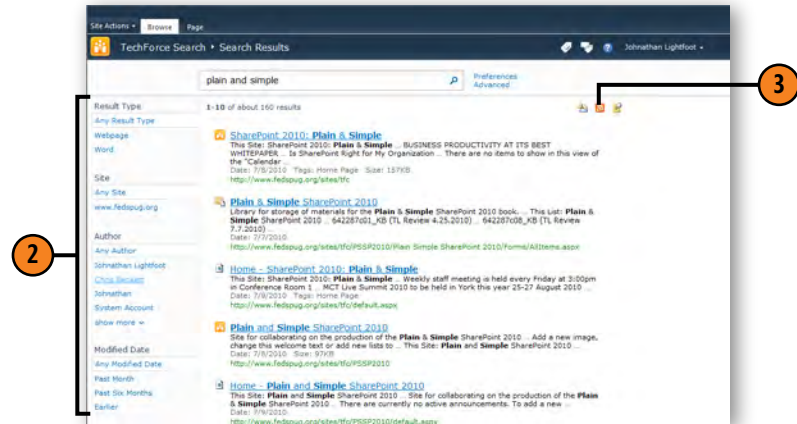 Site Actions Browse Page
TechForce Search ▸ Search Results Johnathan Lightfoot
plain and simple Preferences
Advanced
3
Result Type
Any Result Type
Webpage
Word
Site
Any Site
www.fedspug.org
2
Author
Any Author
Johnathan Lightfoot
Chris Beckett
Johnathan
System Account
show more
Modified Date
Any Modified Date
Past Month
Past Six Months
Earlier
1-10 of about 160 results
SharePoint 2010: Plain & Simple
This Site: SharePoint 2010: Plain & Simple ... BUSINESS PRODUCTIVITY AT ITS BEST
WHITEPAPER ... Is SharePoint Right for My Organization ... There are no items to show in this view of
the "Calendar ...
Date: 7/8/2010 Tags: Home Page Size: 157KB
http://www.fedspug.org/sites/tfc
Plain & Simple SharePoint 2010
Library for storage of materials for the Plain & Simple SharePoint 2010 book. ... This List: Plain &
Simple SharePoint 2010 ... 642287c01_KB (TL Review 4.25.2010) ... 642287c08_KB (TL Review
7.7.2010) ...
Date: 7/7/2010
http://www.fedspug.org/sites/tfc/PSSP2010/Plain Simple SharePoint 2010/Forms/AllItems.aspx
Home - SharePoint 2010: Plain & Simple
This Site: SharePoint 2010: Plain & Simple ... Weekly staff meeting is held every Friday at 3:00pm
in Conference Room 1 ... MCT Live Summit 2010 to be held in York this year 25-27 August 2010 ...
Date: 7/9/2010 Tags: Home Page
http://www.fedspug.org/sites/tfc/default.aspx
Plain and Simple SharePoint 2010
Site for collaborating on the production of the Plain & Simple SharePoint 2010 ... Add a new image,
change this welcome text or add new lists to ... This Site: Plain and Simple SharePoint 2010 ...
Date: 7/9/2010 Size: 97KB
http://www.fedspug.org/sites/tfc/PSSP2010
Home - Plain and Simple SharePoint 2010
This Site: Plain and Simple SharePoint 2010 ... Site for collaborating on the production of the Plain
& Simple SharePoint 2010 ... There are currently no active announcements. To add a new ...
Date: 7/9/2010
http://www.fedspug.org/sites/tfc/PSSP2010/default.aspx